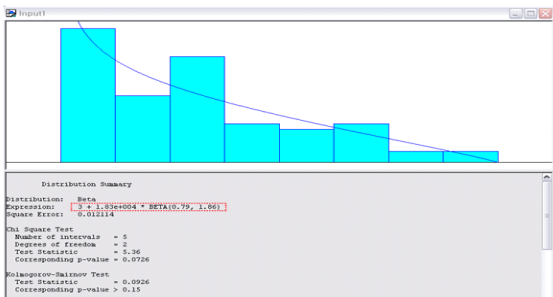 Input1
Distribution Summary
Distribution: Beta
Expression: 3 + 1.83e+004 * BETA(0.79, 1.86)
Square Error: 0.012114
Chi Square Test
Number of intervals = 5
Degrees of freedom = 2
Test Statistic = 5.36
Corresponding p-value = 0.0726
Kolmogorov-Smirnov Test
Test Statistic = 0.0926
Corresponding p-value > 0.15